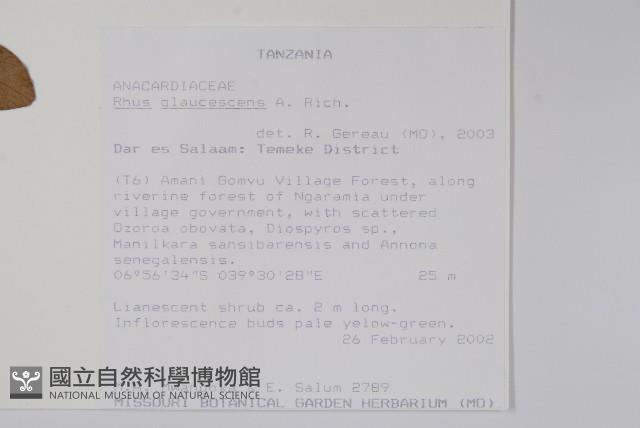 TANZANIA
ANACARDIACEAE
Rhus glaucescens A. Rich.
det. R. Gereau (MO), 2003
Dar es Salaam: Temeke District
(T6) Amani Gomvu Village Forest, along
riverine forest of Ngaramia under
village government, with scattered
Ozoroa obovata, Diospyros sp.,
Manilkara sansibarensis and Annona
senegalensis.
06°56'34"S 039°30'28"E 25 m
Lianescent shrub ca. 2 m long.
Inflorescence buds pale yelow-green.
26 February 2002
E. Salum 2789
MISSOURI BOTANICAL GARDEN HERBARIUM (MO)
國立自然科學博物館
NATIONAL MUSEUM OF NATURAL SCIENCE